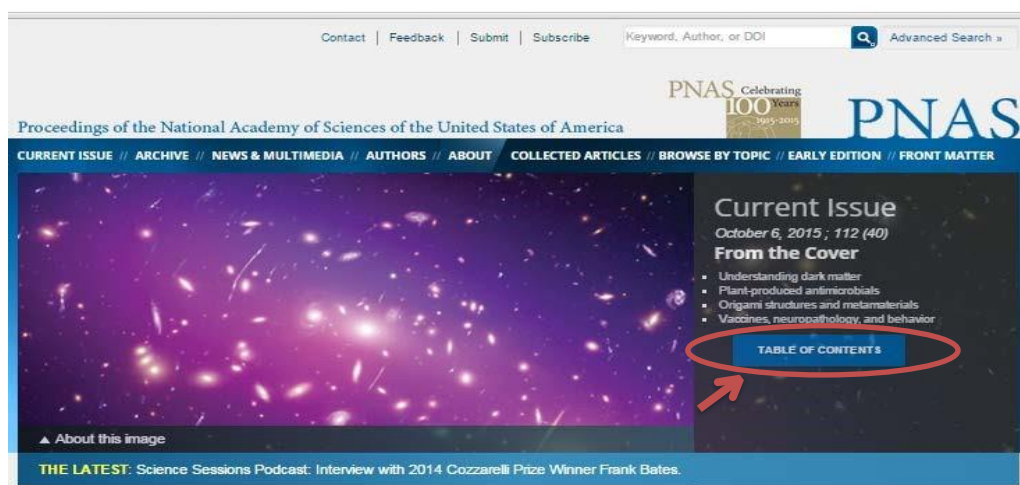 Contact | Feedback | Submit | Subscribe
Keyword, Author, or DOI
Advanced Search »
PNAS Celebrating
100 Years
1915-2015
Proceedings of the National Academy of Sciences of the United States of America
PNAS
CURRENT ISSUE // ARCHIVE // NEWS & MULTIMEDIA // AUTHORS // ABOUT COLLECTED ARTICLES // BROWSE BY TOPIC // EARLY EDITION // FRONT MATTER
Current Issue
October 6, 2015 ; 112 (40)
From the Cover
Understanding dark matter
Plant-produced antimicrobials
Origami structures and metamaterials
Vaccines, neuropathology, and behavior
TABLE OF CONTENTS
▲ About this image
THE LATEST: Science Sessions Podcast: Interview with 2014 Cozzarelli Prize Winner Frank Bates.